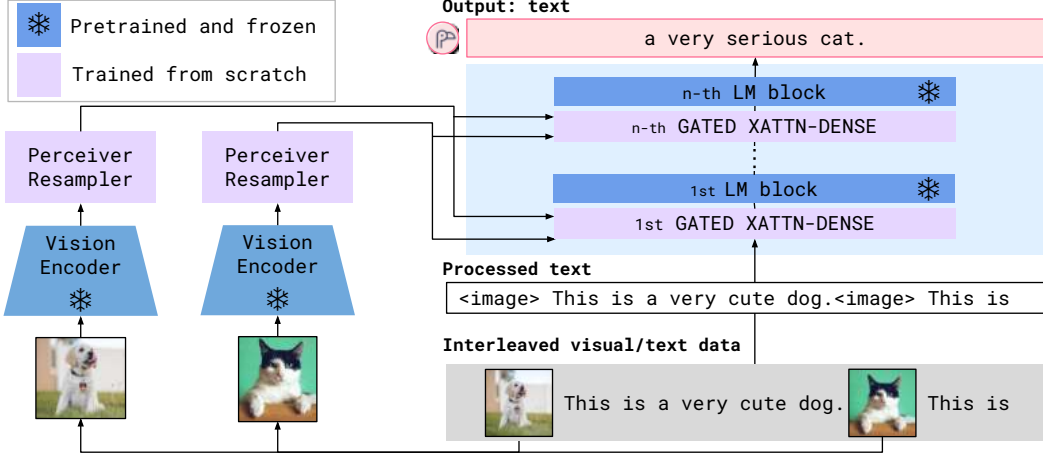 Pretrained and frozen
Trained from scratch
Output: text
a very serious cat.
n-th LM block
n-th GATED XATTN-DENSE
1st LM block
1st GATED XATTN-DENSE
Perceiver
Resampler
Perceiver
Resampler
Vision
Encoder
Vision
Encoder
Processed text
<image> This is a very cute dog.<image> This is
Interleaved visual/text data
This is a very cute dog.
This is